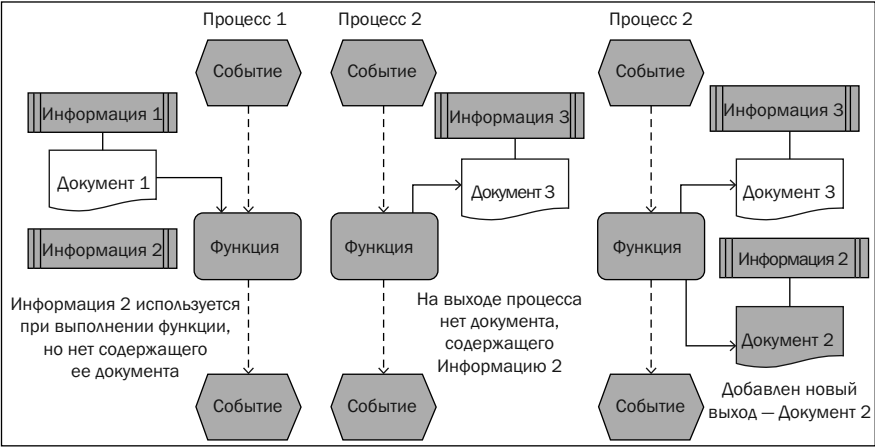 Процесс 1
Процесс 2
Процесс 2
Событие
Событие
Событие
Информация 1
Информация 3
Информация 3
Документ 1
Документ 3
Документ 3
Информация 2
Функция
Функция
Функция
Информация 2
Информация 2 используется
при выполнении функции,
но нет содержащего
ее документа
На выходе процесса
нет документа,
содержащего
Информацию 2
Документ 2
Добавлен новый
выход — Документ 2
Событие
Событие
Событие